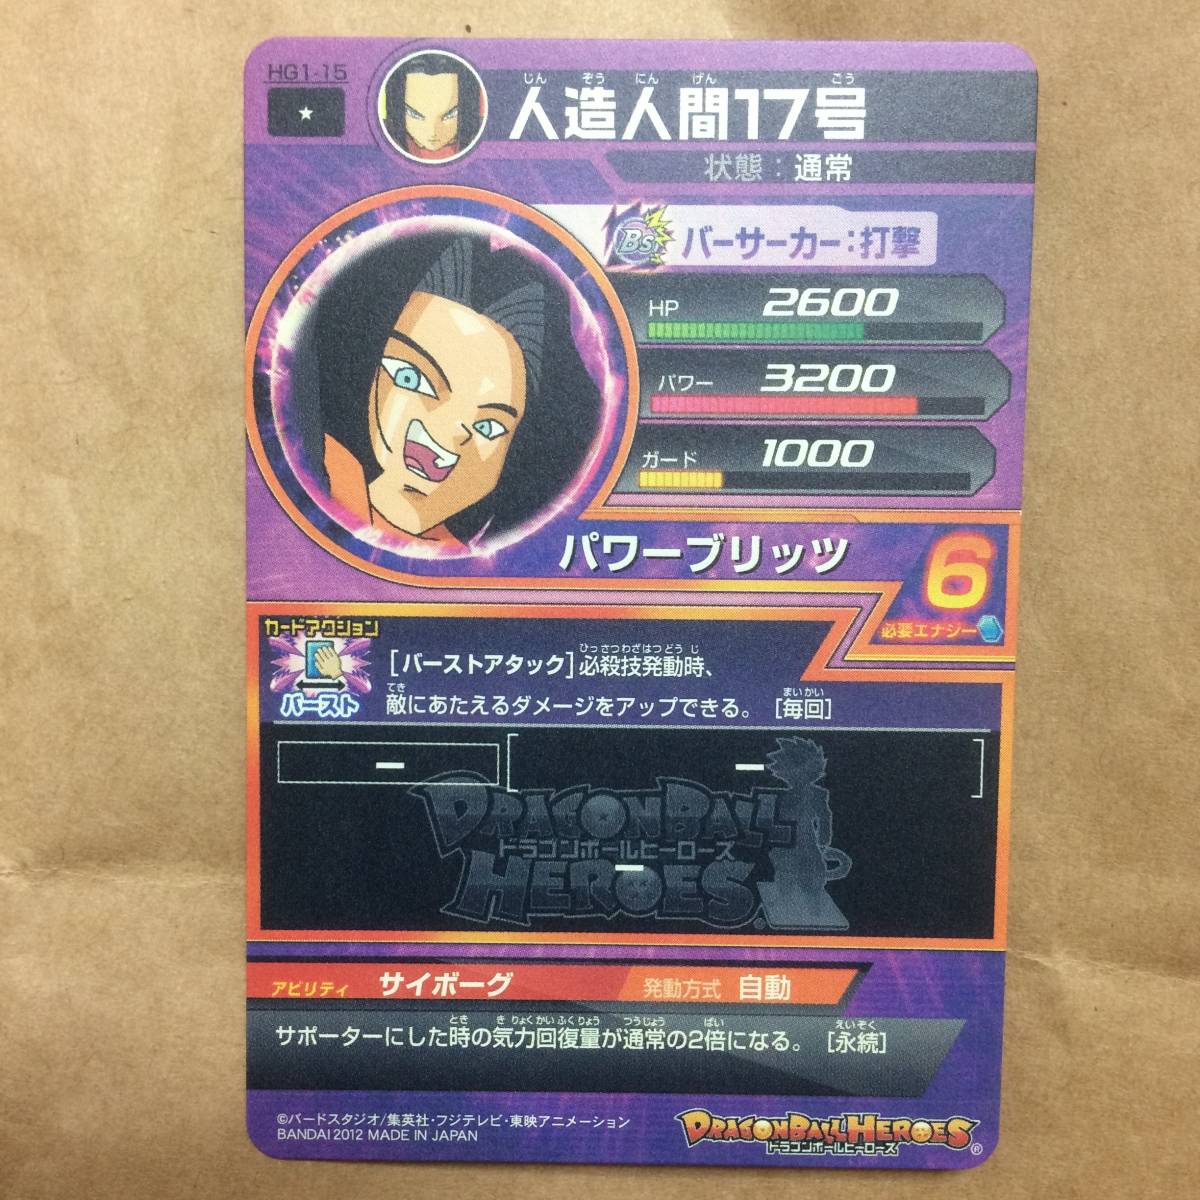 HG1-15
★
じんぞうにんげん ごう
人造人間17号
状態：通常
Bs バーサーカー：打撃
HP 2600
パワー 3200
ガード 1000
パワーブリッツ
6
必要エナジー
カードアクション
バースト
ひっさつわざはつどうじ
[バーストアタック]必殺技発動時、
てき まいかい
敵にあたえるダメージをアップできる。 [毎回]
ー ー
DRAGON BALL
ドラゴンボールヒーローズ
ー
HEROES ®
アビリティ サイボーグ 発動方式 自動
とき きりょくかいふくりょう つうじょう ばい えいぞく
サポーターにした時の気力回復量が通常の2倍になる。 [永続]
©バードスタジオ/集英社・フジテレビ・東映アニメーション
BANDAI 2012 MADE IN JAPAN
DRAGON BALL HEROES
ドラゴンボールヒーローズ ®